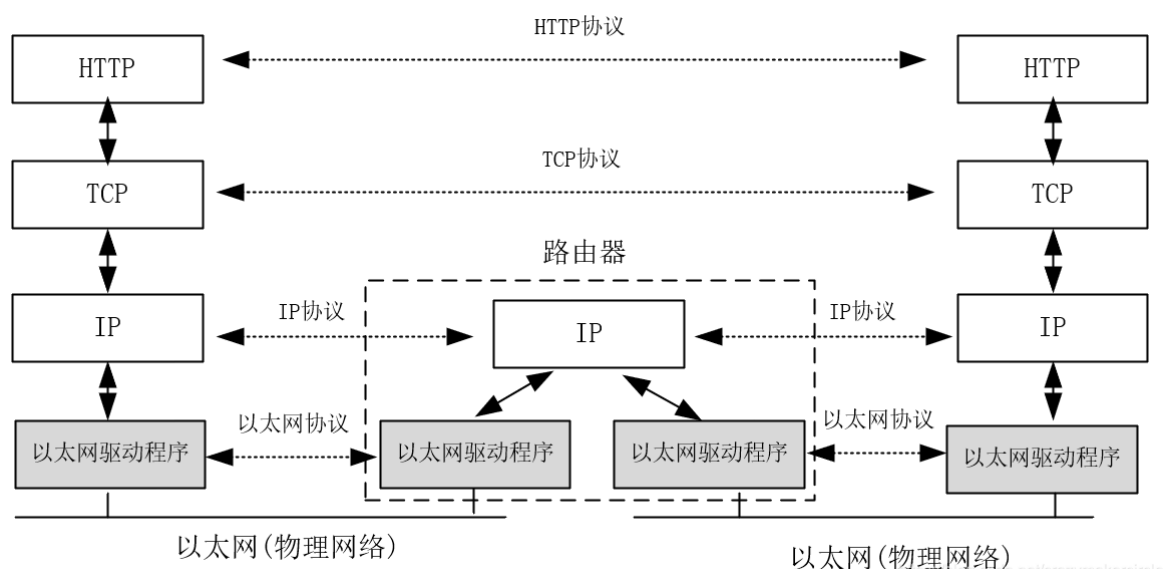 HTTP协议
HTTP
HTTP
TCP协议
TCP
TCP
路由器
IP协议
IP协议
IP
IP
IP
以太网协议
以太网协议
以太网驱动程序
以太网驱动程序
以太网驱动程序
以太网驱动程序
以太网(物理网络)
以太网(物理网络)